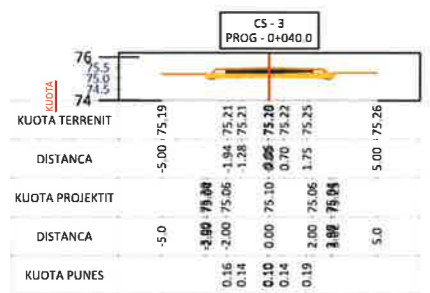 CS - 3
PROG - 0+040.0
76
75.5
75.0
74.5
74
KUOTA
KUOTA TERRENIT 75.19 75.21 75.21 75.20 75.22 75.25 75.26
DISTANCA -5.00 -1.94 -1.28 0.70 1.75 5.00
KUOTA PROJEKTIT 75.06 75.10 75.06
DISTANCA -5.0 -2.00 0.00 2.00 5.0
KUOTA PUNES 0.16 0.14 0.10 0.14 0.19